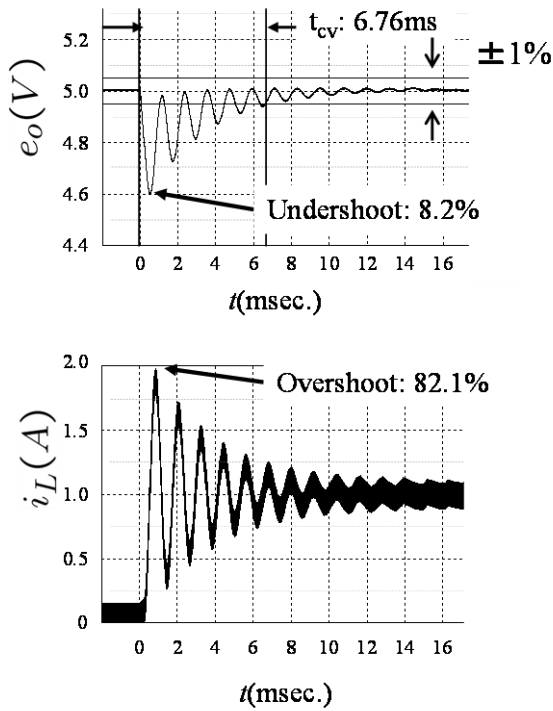 t_cv: 6.76ms
±1%
5.2
5.0
4.8
4.6
4.4
e_o(V)
Undershoot: 8.2%
0 2 4 6 8 10 12 14 16
t(msec.)
2.0
1.5
1.0
0.5
0
i_L(A)
Overshoot: 82.1%
0 2 4 6 8 10 12 14 16
t(msec.)